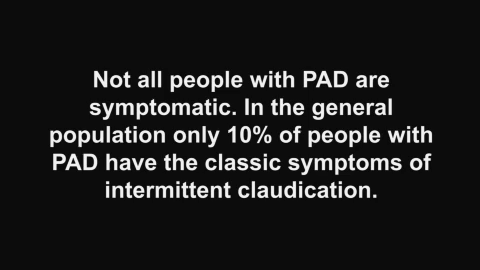 Not all people with PAD are
symptomatic. In the general
population only 10% of people with
PAD have the classic symptoms of
intermittent claudication.